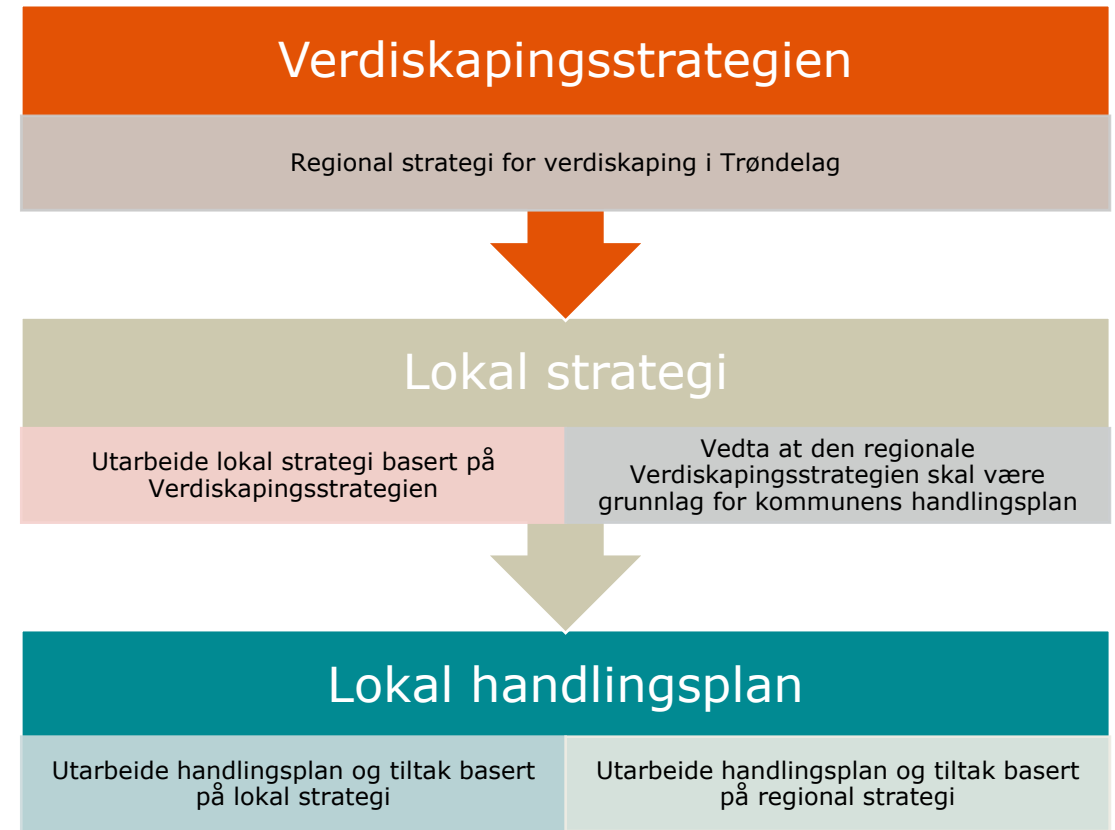 Verdiskapingsstrategien
Regional strategi for verdiskaping i Trøndelag
Lokal strategi
Utarbeide lokal strategi basert på
Verdiskapingsstrategien
Vedta at den regionale
Verdiskapingsstrategien skal være
grunnlag for kommunens handlingsplan
Lokal handlingsplan
Utarbeide handlingsplan og tiltak basert
på lokal strategi
Utarbeide handlingsplan og tiltak basert
på regional strategi